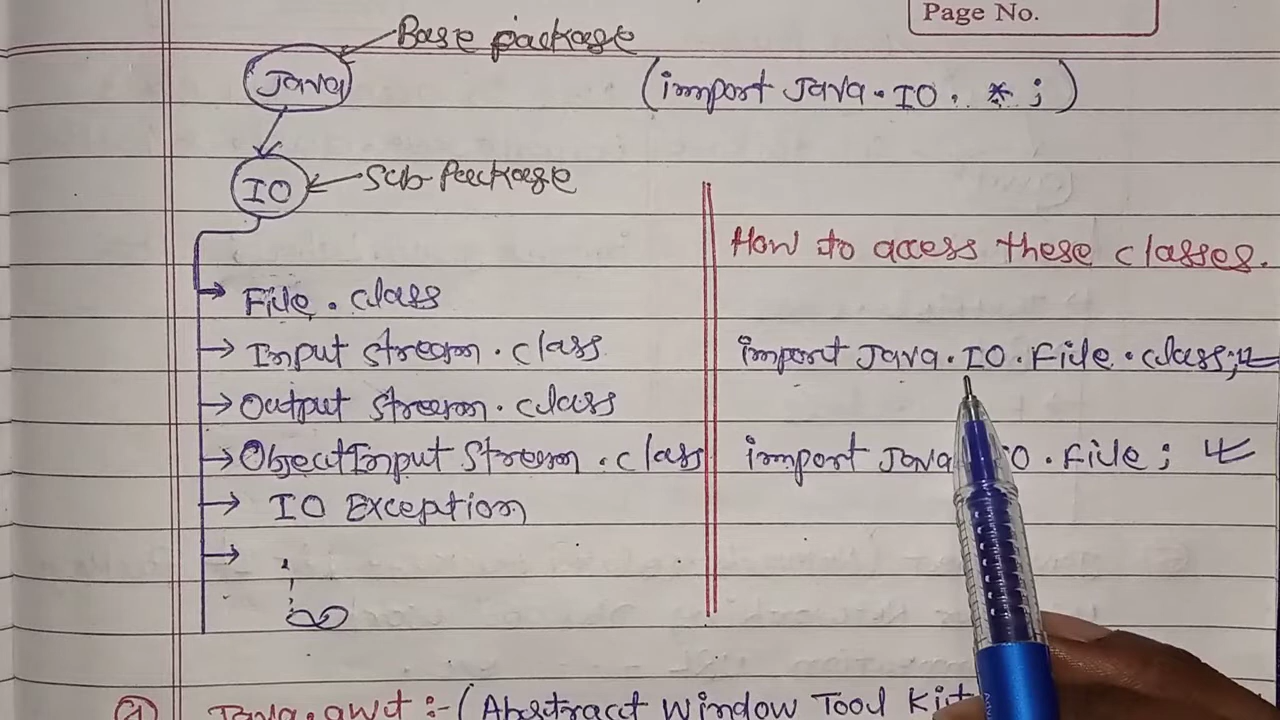 Page No.
Base package
Java
(import Java.IO. * ;)
IO
Sub Package
How to access these classes.
File.class
Input Stream.class
import Java.IO.File.class;
Output Stream.class
ObjectInput Stream.class
import Java IO.File;
IO Exception
Java.awt :- (Abstract Window Tool Kit